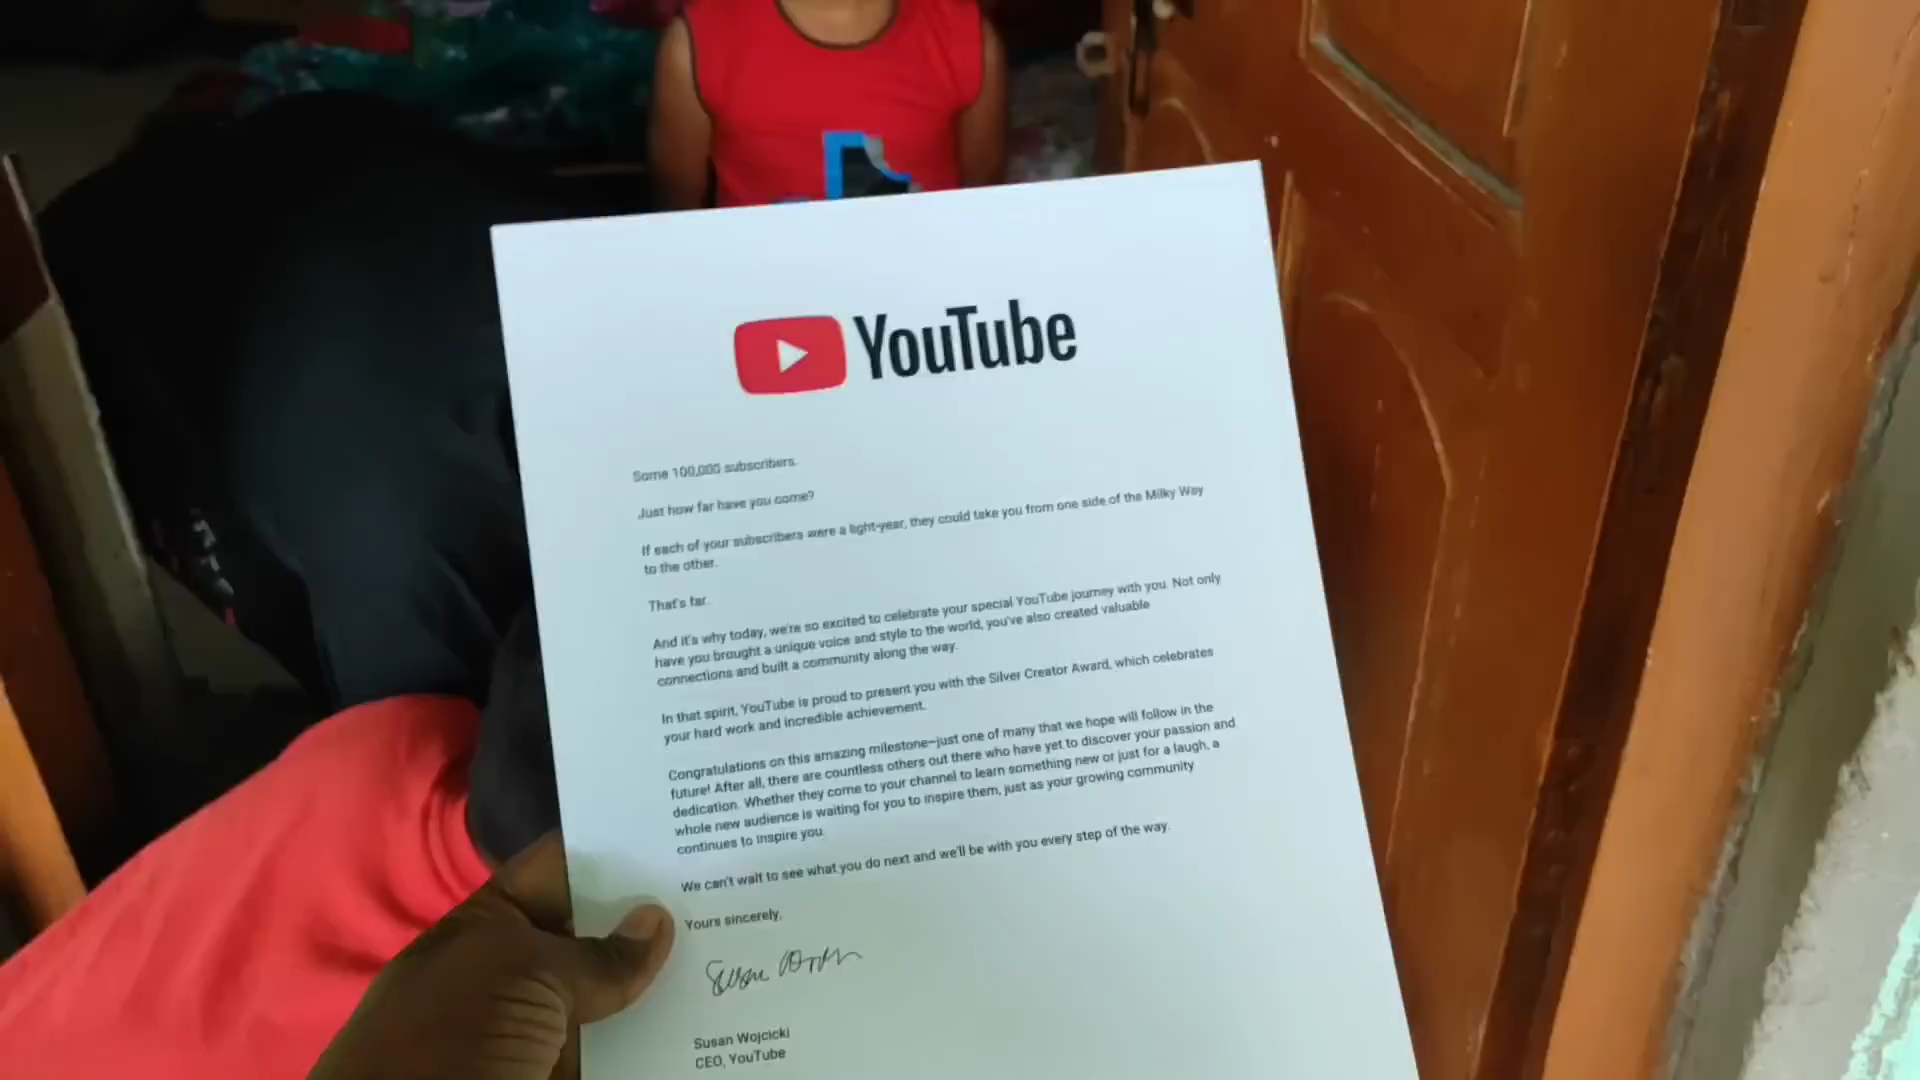 YouTube
Some 100,000 subscribers.
Just how far have you come?
If each of your subscribers were a light-year, they could take you from one side of the Milky Way
to the other.
That's far.
And it's why today, we're so excited to celebrate your special YouTube journey with you. Not only
have you brought a unique voice and style to the world, you've also created valuable
connections and built a community along the way.
In that spirit, YouTube is proud to present you with the Silver Creator Award, which celebrates
your hard work and incredible achievement.
Congratulations on this amazing milestone–just one of many that we hope will follow in the
future! After all, there are countless others out there who have yet to discover your passion and
dedication. Whether they come to your channel to learn something new or just for a laugh, a
whole new audience is waiting for you to inspire them, just as your growing community
continues to inspire you.
We can't wait to see what you do next and we'll be with you every step of the way.
Yours sincerely,
Susan Wojcicki
CEO, YouTube